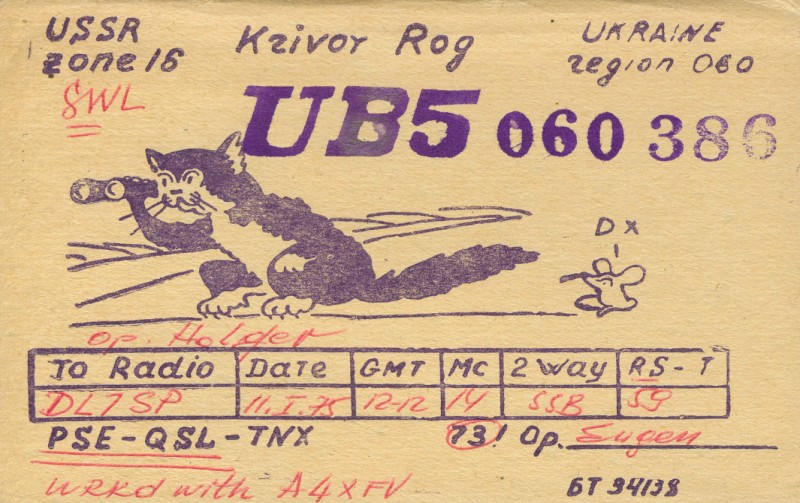 USSR
zone 16
Kzivoy Rog
UKRAINE
region 060
SWL
UB5 060 386
DX
op. Holger
To Radio Date GMT MC 2 Way RS-T
DL7SP 11.I.75 12-12 14 SSB 59
PSE-QSL-TNX 73! Op. Eugen
WRKd with A4XFV
БТ 34138